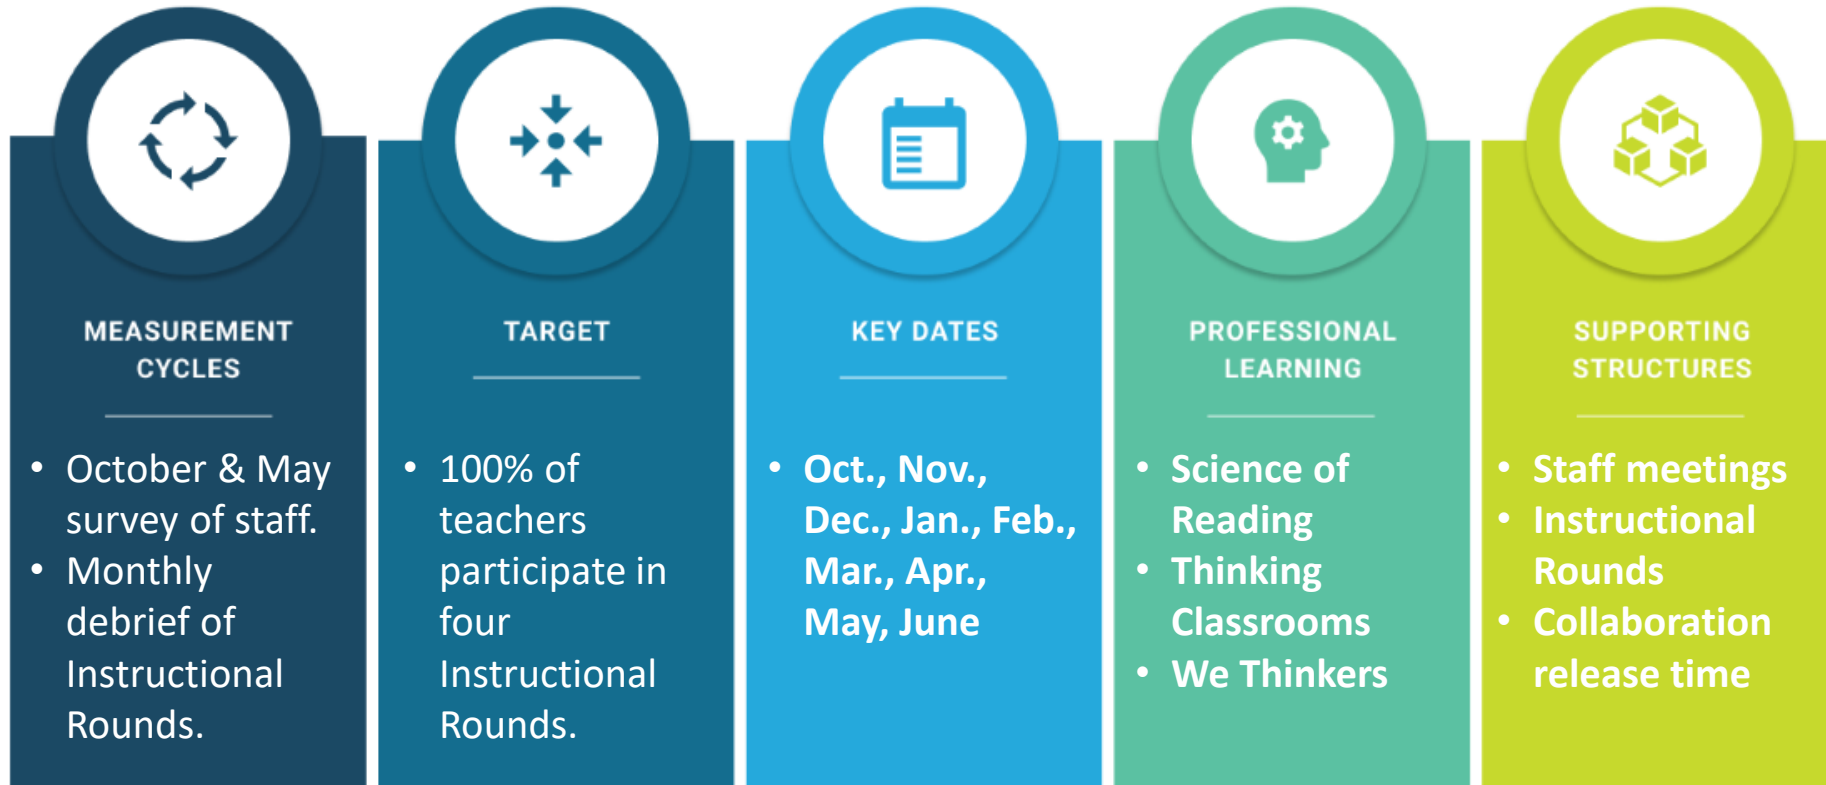 MEASUREMENT
CYCLES
• October & May
survey of staff.
• Monthly
debrief of
Instructional
Rounds.
TARGET
• 100% of
teachers
participate in
four
Instructional
Rounds.
KEY DATES
• Oct., Nov.,
Dec., Jan., Feb.,
Mar., Apr.,
May, June
PROFESSIONAL
LEARNING
• Science of
Reading
• Thinking
Classrooms
• We Thinkers
SUPPORTING
STRUCTURES
• Staff meetings
• Instructional
Rounds
• Collaboration
release time